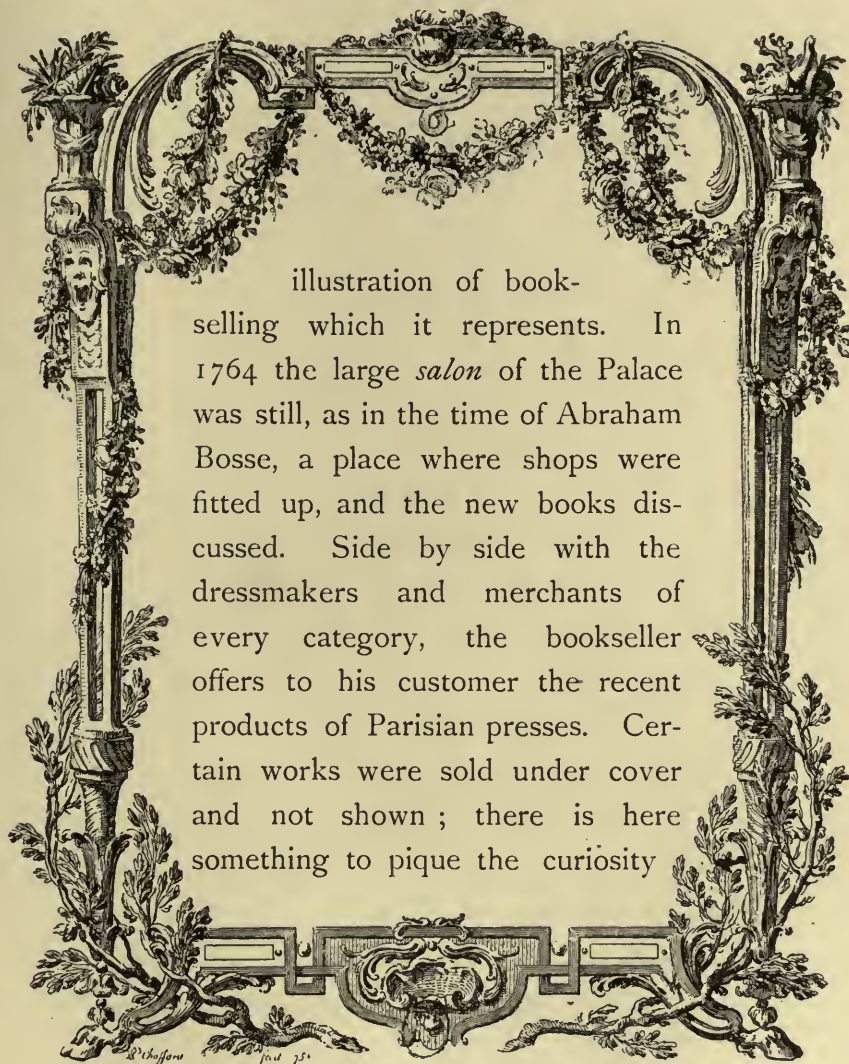 illustration of book-
selling which it represents. In
1764 the large salon of the Palace
was still, as in the time of Abraham
Bosse, a place where shops were
fitted up, and the new books dis-
cussed. Side by side with the
dressmakers and merchants of
every category, the bookseller
offers to his customer the recent
products of Parisian presses. Cer-
tain works were sold under cover
and not shown ; there is here
something to pique the curiosity